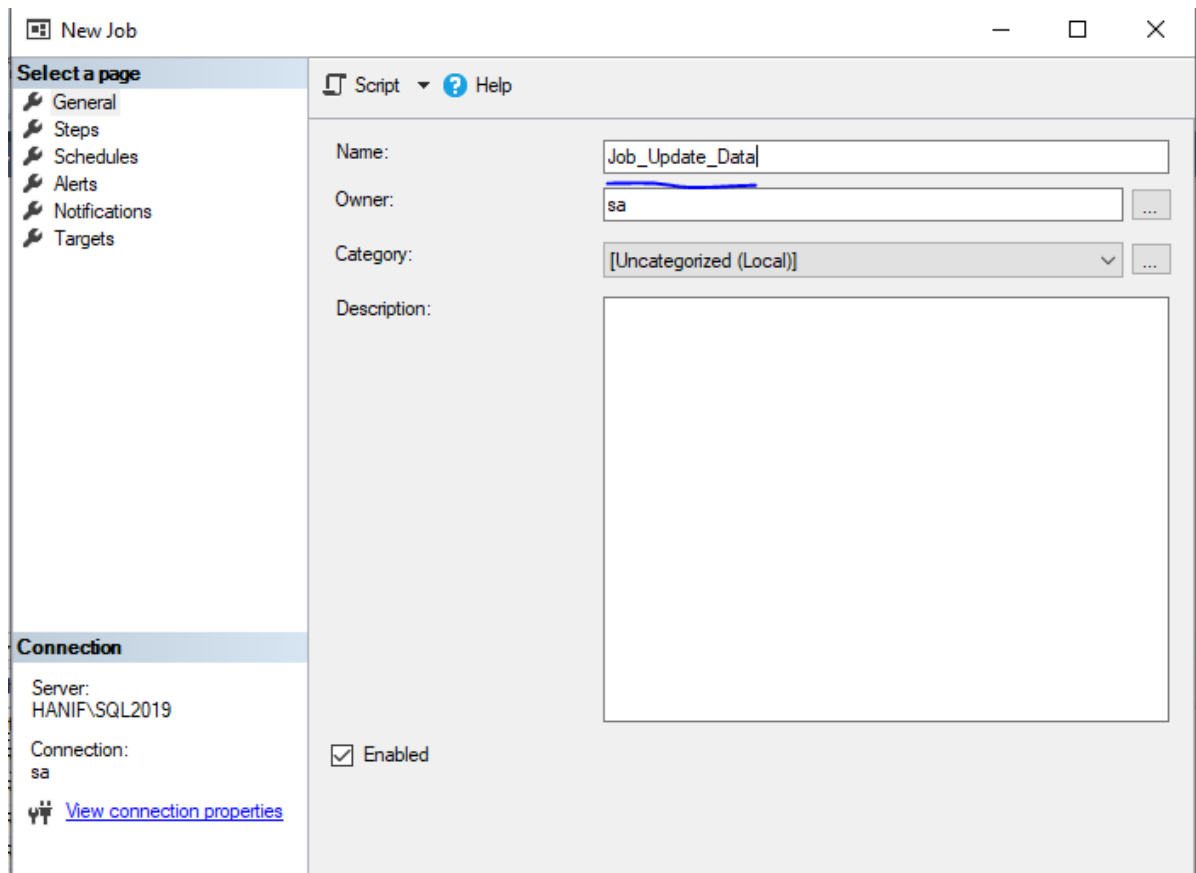 New Job
Select a page
General
Steps
Schedules
Alerts
Notifications
Targets
Script
Help
Name:
Job_Update_Data
Owner:
sa
...
Category:
[Uncategorized (Local)]
...
Description:
Enabled
Connection
Server:
HANIF\SQL2019
Connection:
sa
View connection properties